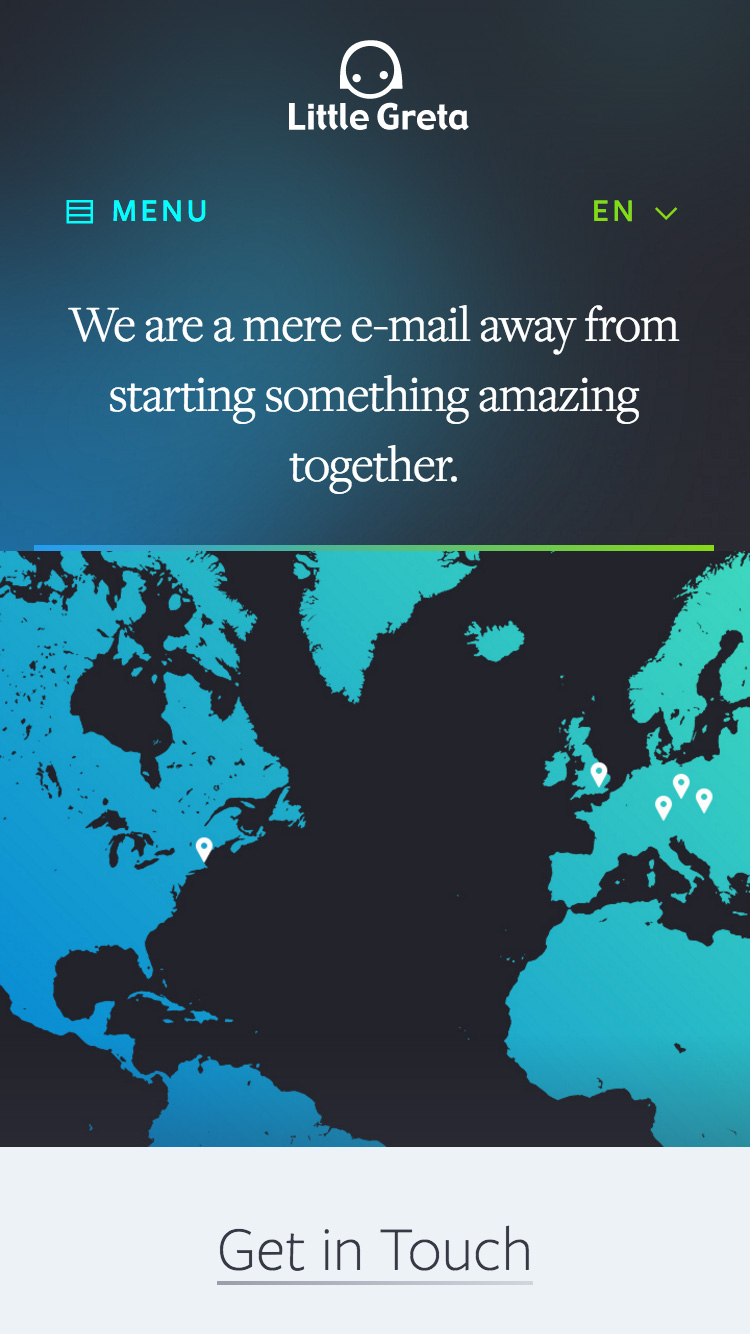 Little Greta
MENU
EN
We are a mere e-mail away from
starting something amazing
together.
Get in Touch